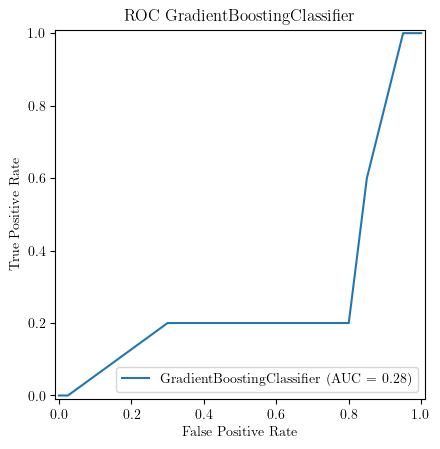 ROC GradientBoostingClassifier
1.0
0.8
0.6
0.4
0.2
0.0
True Positive Rate
GradientBoostingClassifier (AUC = 0.28)
0.0 0.2 0.4 0.6 0.8 1.0
False Positive Rate